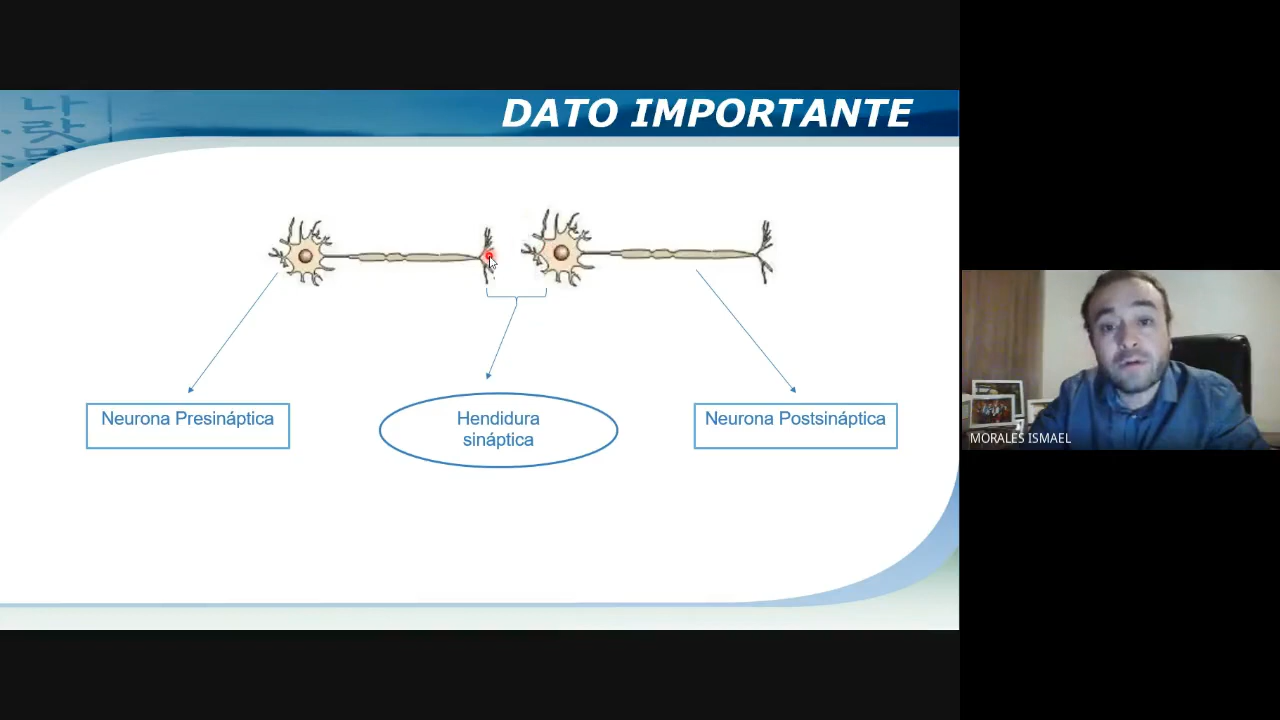 DATO IMPORTANTE
Neurona Presináptica
Hendidura
sináptica
Neurona Postsináptica
MORALES ISMAEL